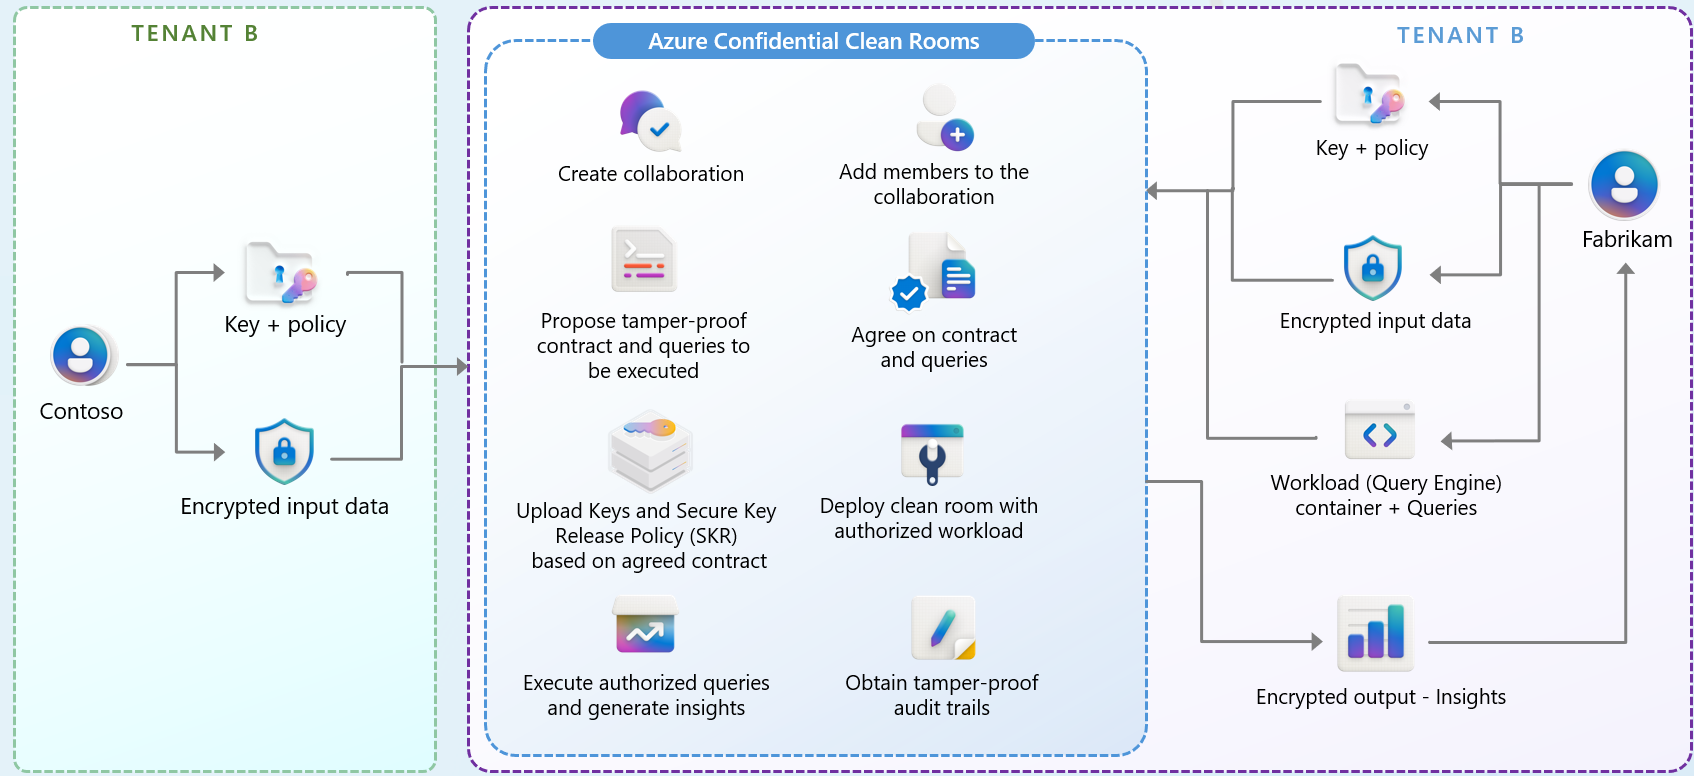 TENANT B
Contoso
Key + policy
Encrypted input data
Azure Confidential Clean Rooms
Create collaboration
Add members to the
collaboration
Propose tamper-proof
contract and queries to
be executed
Agree on contract
and queries
Upload Keys and Secure Key
Release Policy (SKR)
based on agreed contract
Deploy clean room with
authorized workload
Execute authorized queries
and generate insights
Obtain tamper-proof
audit trails
TENANT B
Key + policy
Fabrikam
Encrypted input data
Workload (Query Engine)
container + Queries
Encrypted output - Insights